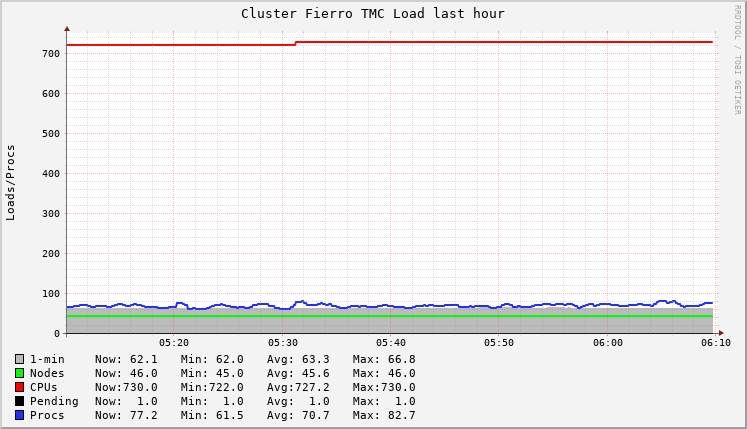 Cluster Fierro TMC Load last hour
RRDTOOL / TOBI OETIKER
Loads/Procs
700
600
500
400
300
200
100
0
05:20 05:30 05:40 05:50 06:00 06:10
1-min Now: 62.1 Min: 62.0 Avg: 63.3 Max: 66.8
Nodes Now: 46.0 Min: 45.0 Avg: 45.6 Max: 46.0
CPUs Now:730.0 Min:722.0 Avg:727.2 Max:730.0
Pending Now: 1.0 Min: 1.0 Avg: 1.0 Max: 1.0
Procs Now: 77.2 Min: 61.5 Avg: 70.7 Max: 82.7